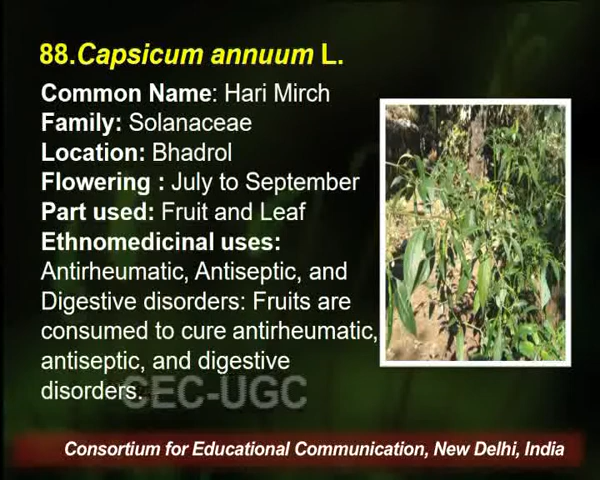 88.Capsicum annuum L.
Common Name: Hari Mirch
Family: Solanaceae
Location: Bhadrol
Flowering : July to September
Part used: Fruit and Leaf
Ethnomedicinal uses:
Antirheumatic, Antiseptic, and
Digestive disorders: Fruits are
consumed to cure antirheumatic,
antiseptic, and digestive
disorders.
CEC-UGC
Consortium for Educational Communication, New Delhi, India